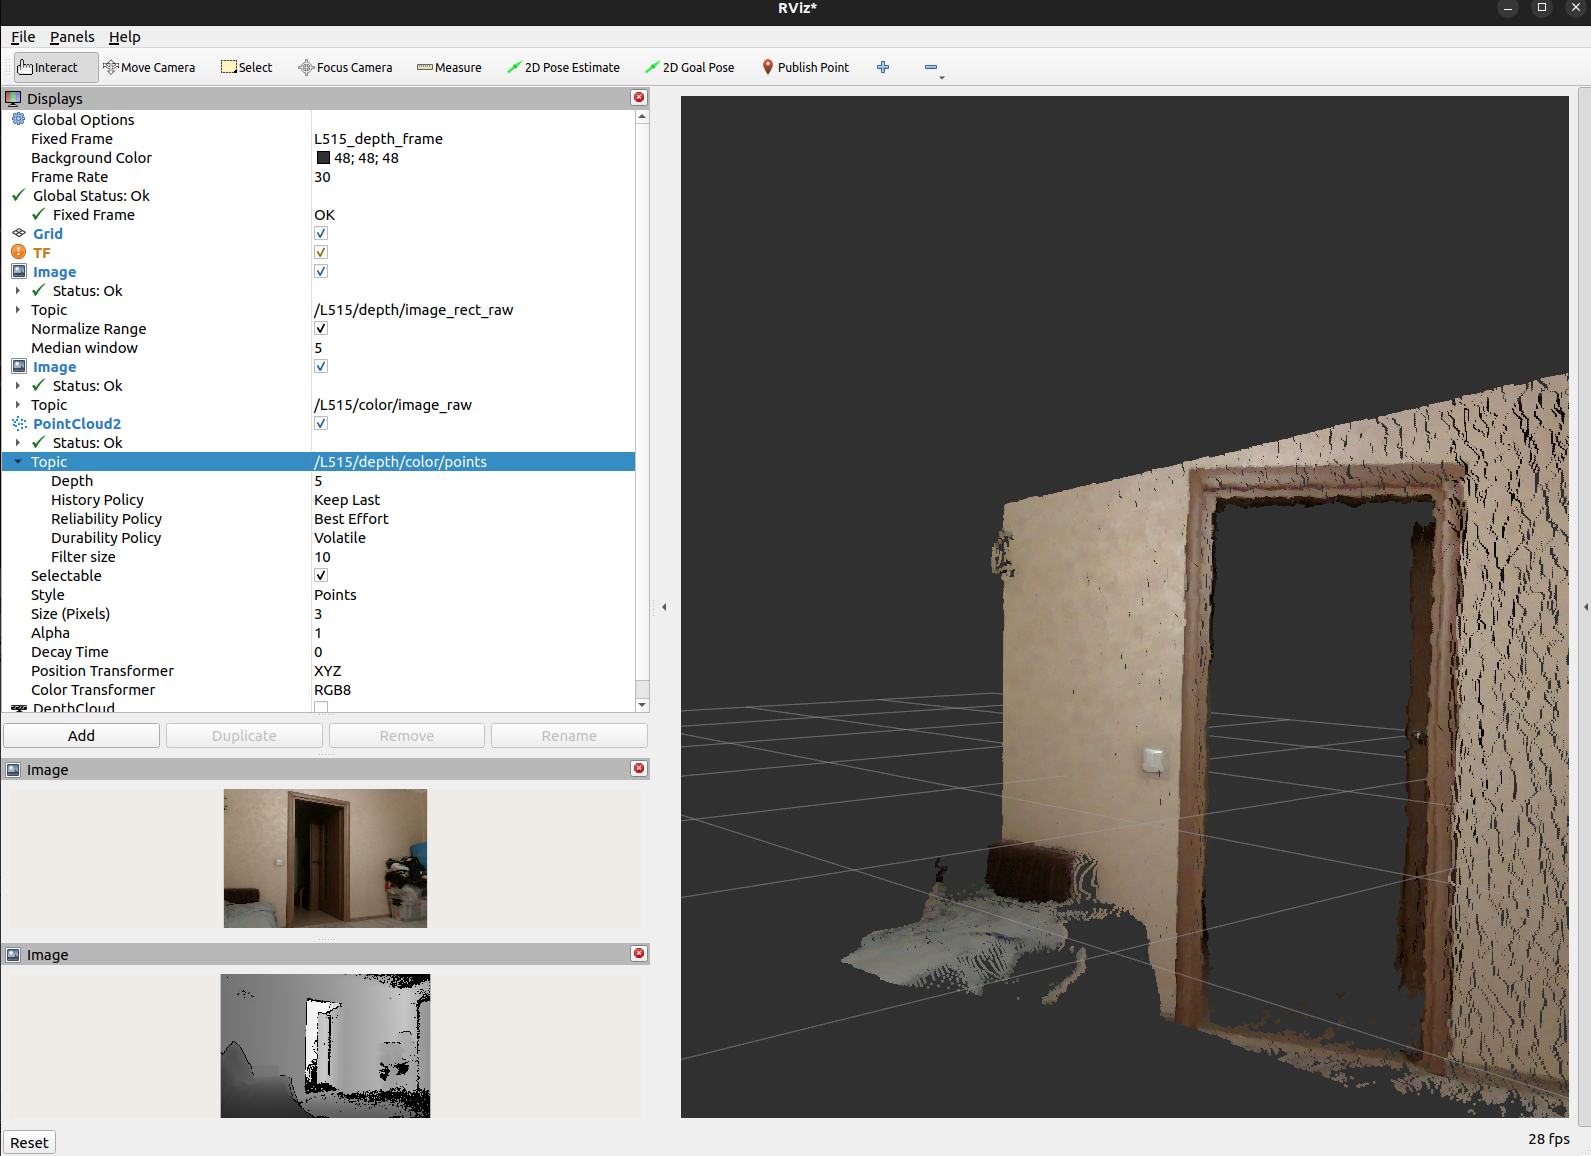 RViz*
File Panels Help
Interact Move Camera Select Focus Camera Measure 2D Pose Estimate 2D Goal Pose Publish Point
Displays
Global Options
Fixed Frame L515_depth_frame
Background Color 48; 48; 48
Frame Rate 30
Global Status: Ok
Fixed Frame OK
Grid
TF
Image
Status: Ok
Topic /L515/depth/image_rect_raw
Normalize Range
Median window 5
Image
Status: Ok
Topic /L515/color/image_raw
PointCloud2
Status: Ok
Topic /L515/depth/color/points
Depth 5
History Policy Keep Last
Reliability Policy Best Effort
Durability Policy Volatile
Filter size 10
Selectable
Style Points
Size (Pixels) 3
Alpha 1
Decay Time 0
Position Transformer XYZ
Color Transformer RGB8
DepthCloud
Add Duplicate Remove Rename
Image
Image
Reset 28 fps